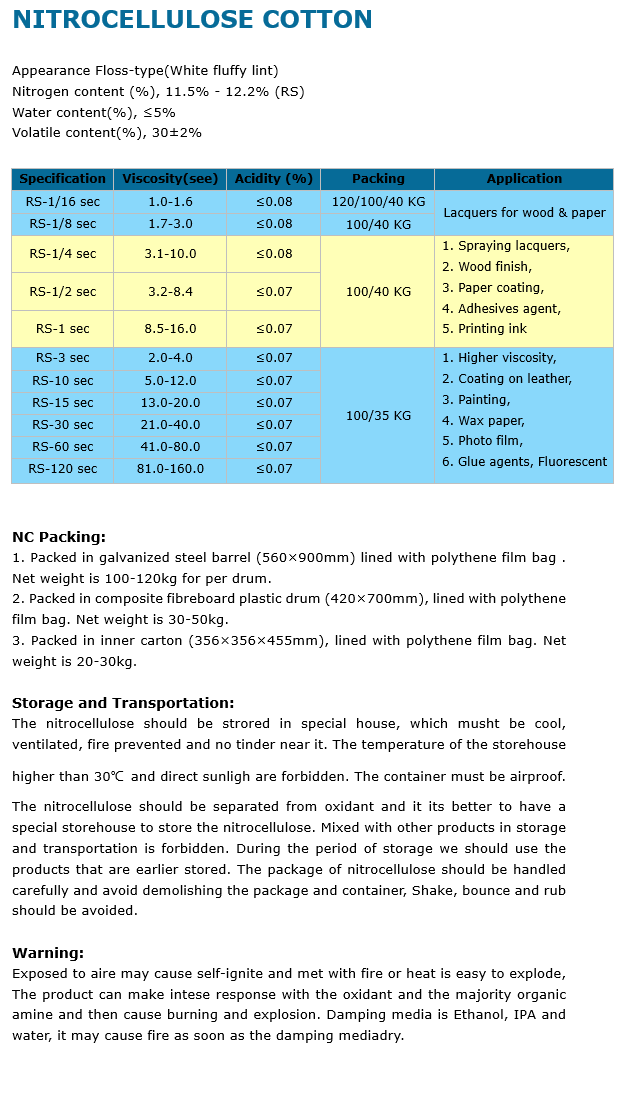 NITROCELLULOSE COTTON
Appearance Floss-type(White fluffy lint)
Nitrogen content (%), 11.5% - 12.2% (RS)
Water content(%), ≤5%
Volatile content(%), 30±2%
Specification Viscosity(see) Acidity (%) Packing Application
RS-1/16 sec 1.0-1.6 ≤0.08 120/100/40 KG Lacquers for wood & paper
RS-1/8 sec 1.7-3.0 ≤0.08 100/40 KG
RS-1/4 sec 3.1-10.0 ≤0.08
RS-1/2 sec 3.2-8.4 ≤0.07 100/40 KG
RS-1 sec 8.5-16.0 ≤0.07
1. Spraying lacquers,
2. Wood finish,
3. Paper coating,
4. Adhesives agent,
5. Printing ink
RS-3 sec 2.0-4.0 ≤0.07
RS-10 sec 5.0-12.0 ≤0.07
RS-15 sec 13.0-20.0 ≤0.07
RS-30 sec 21.0-40.0 ≤0.07
RS-60 sec 41.0-80.0 ≤0.07
RS-120 sec 81.0-160.0 ≤0.07
100/35 KG
1. Higher viscosity,
2. Coating on leather,
3. Painting,
4. Wax paper,
5. Photo film,
6. Glue agents, Fluorescent
NC Packing:
1. Packed in galvanized steel barrel (560×900mm) lined with polythene film bag .
Net weight is 100-120kg for per drum.
2. Packed in composite fibreboard plastic drum (420×700mm), lined with polythene
film bag. Net weight is 30-50kg.
3. Packed in inner carton (356×356×455mm), lined with polythene film bag. Net
weight is 20-30kg.
Storage and Transportation:
The nitrocellulose should be strored in special house, which musht be cool,
ventilated, fire prevented and no tinder near it. The temperature of the storehouse
higher than 30℃ and direct sunligh are forbidden. The container must be airproof.
The nitrocellulose should be separated from oxidant and it its better to have a
special storehouse to store the nitrocellulose. Mixed with other products in storage
and transportation is forbidden. During the period of storage we should use the
products that are earlier stored. The package of nitrocellulose should be handled
carefully and avoid demolishing the package and container, Shake, bounce and rub
should be avoided.
Warning:
Exposed to aire may cause self-ignite and met with fire or heat is easy to explode,
The product can make intese response with the oxidant and the majority organic
amine and then cause burning and explosion. Damping media is Ethanol, IPA and
water, it may cause fire as soon as the damping mediadry.